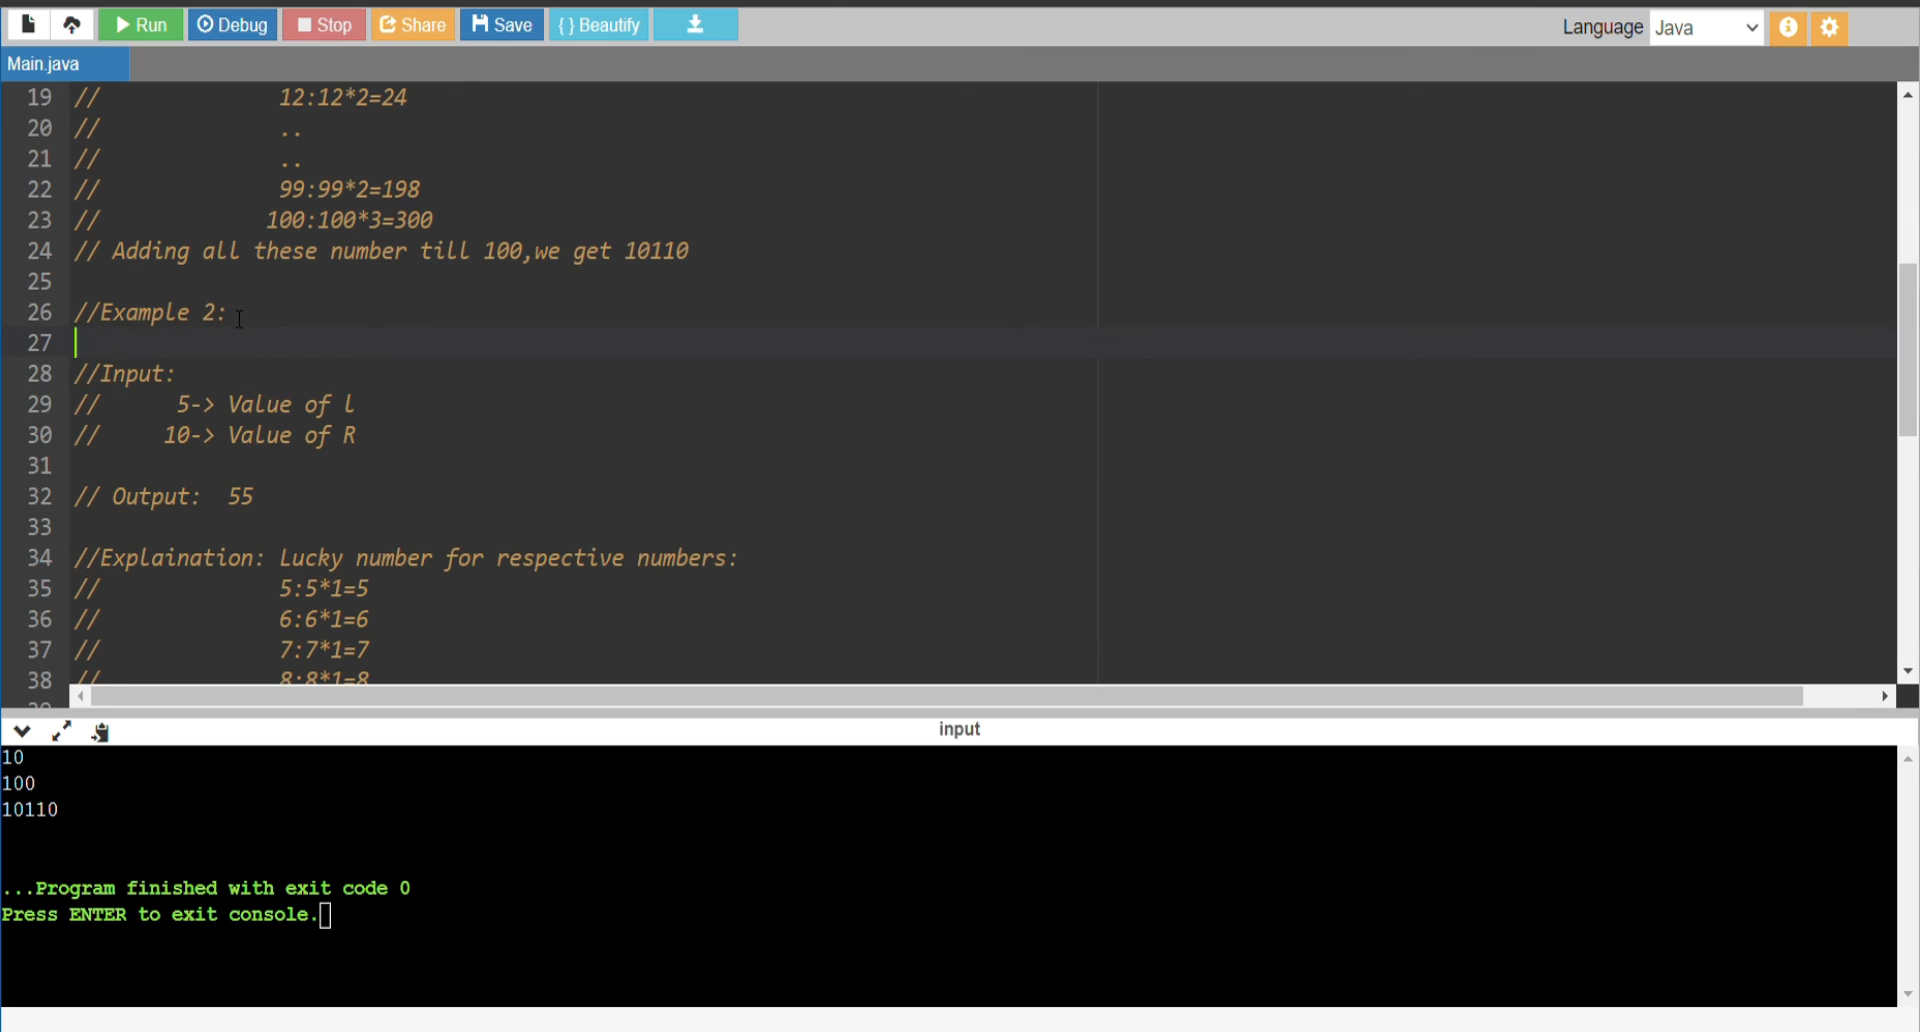 Run Debug Stop Share Save { } Beautify Language Java
Main.java
19 // 12:12*2=24
20 // ..
21 // ..
22 // 99:99*2=198
23 // 100:100*3=300
24 // Adding all these number till 100,we get 10110
25
26 //Example 2:
27
28 //Input:
29 // 5-> Value of l
30 // 10-> Value of R
31
32 // Output: 55
33
34 //Explaination: Lucky number for respective numbers:
35 // 5:5*1=5
36 // 6:6*1=6
37 // 7:7*1=7
38 // 8:8*1=8
input
10
100
10110
...Program finished with exit code 0
Press ENTER to exit console.